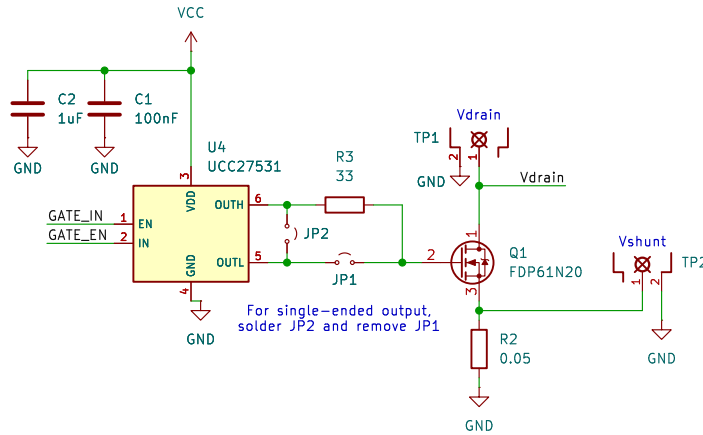 VCC
C2
1uF
C1
100nF
GND
GND
U4
UCC27531
3
VDD
GATE_IN
1
EN
GATE_EN
2
IN
OUTH
6
OUTL
5
GND
4
GND
R3
33
JP2
JP1
For single-ended output,
solder JP2 and remove JP1
Vdrain
TP1
2
1
GND
Vdrain
1
2
3
Q1
FDP61N20
Vshunt
TP2
1
2
GND
R2
0.05
GND